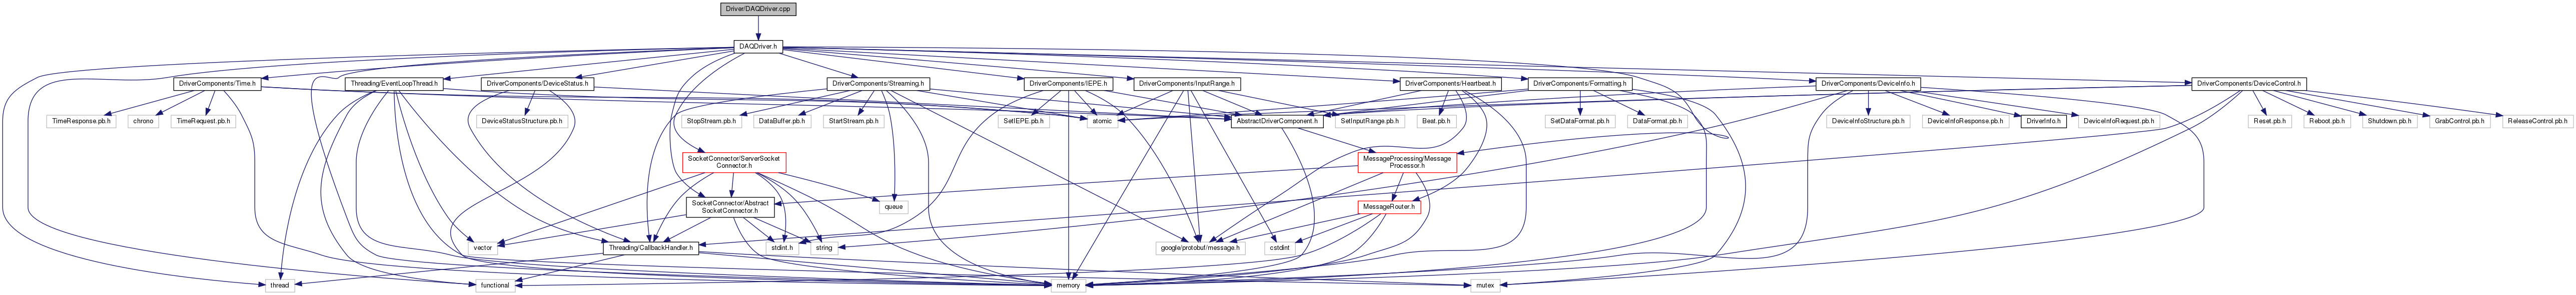 Driver/DAQDriver.cpp
DAQDriver.h
DriverComponents/Time.h
Threading/EventLoopThread.h
DriverComponents/DeviceStatus.h
DriverComponents/Streaming.h
DriverComponents/IEPE.h
DriverComponents/InputRange.h
DriverComponents/Heartbeat.h
DriverComponents/Formatting.h
DriverComponents/DeviceInfo.h
DriverComponents/DeviceControl.h
TimeResponse.pb.h
chrono
TimeRequest.pb.h
DeviceStatusStructure.pb.h
StopStream.pb.h
DataBuffer.pb.h
StartStream.pb.h
SetIEPE.pb.h
atomic
AbstractDriverComponent.h
SetInputRange.pb.h
Beat.pb.h
SetDataFormat.pb.h
DataFormat.pb.h
DeviceInfoStructure.pb.h
DeviceInfoResponse.pb.h
DriverInfo.h
DeviceInfoRequest.pb.h
Reset.pb.h
Reboot.pb.h
Shutdown.pb.h
GrabControl.pb.h
ReleaseControl.pb.h
SocketConnector/ServerSocket
Connector.h
MessageProcessing/Message
Processor.h
SocketConnector/Abstract
SocketConnector.h
queue
MessageRouter.h
vector
Threading/CallbackHandler.h
stdint.h
string
google/protobuf/message.h
cstdint
thread
functional
memory
mutex